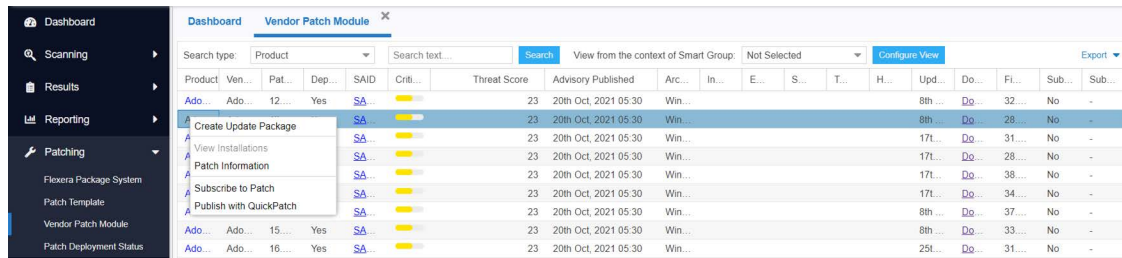 Dashboard
Scanning
Results
Reporting
Patching
Flexera Package System
Patch Template
Vendor Patch Module
Patch Deployment Status
Dashboard Vendor Patch Module
Search type: Product Search text.... Search View from the context of Smart Group: Not Selected Configure View Export
Product Ven... Pat... Dep... SAID Criti... Threat Score Advisory Published Arc... In... E... S... T... H... Upd... Do... Fi... Sub... Sub...
Ado... Ado... 12.... Yes SA... 23 20th Oct, 2021 05:30 Win... 8th ... Do... 32.... No -
A SA... 23 20th Oct, 2021 05:30 Win... 8th ... Do... 28.... No -
A SA... 23 20th Oct, 2021 05:30 Win... 17t... Do... 31.... No -
A SA... 23 20th Oct, 2021 05:30 Win... 17t... Do... 28.... No -
A SA... 23 20th Oct, 2021 05:30 Win... 17t... Do... 38.... No -
A SA... 23 20th Oct, 2021 05:30 Win... 17t... Do... 34.... No -
A SA... 23 20th Oct, 2021 05:30 Win... 8th ... Do... 37.... No -
Ado... Ado... 15.... Yes SA... 23 20th Oct, 2021 05:30 Win... 8th ... Do... 33.... No -
Ado... Ado... 16.... Yes SA... 23 20th Oct, 2021 05:30 Win... 25t... Do... 31.... No -
Create Update Package
View Installations
Patch Information
Subscribe to Patch
Publish with QuickPatch